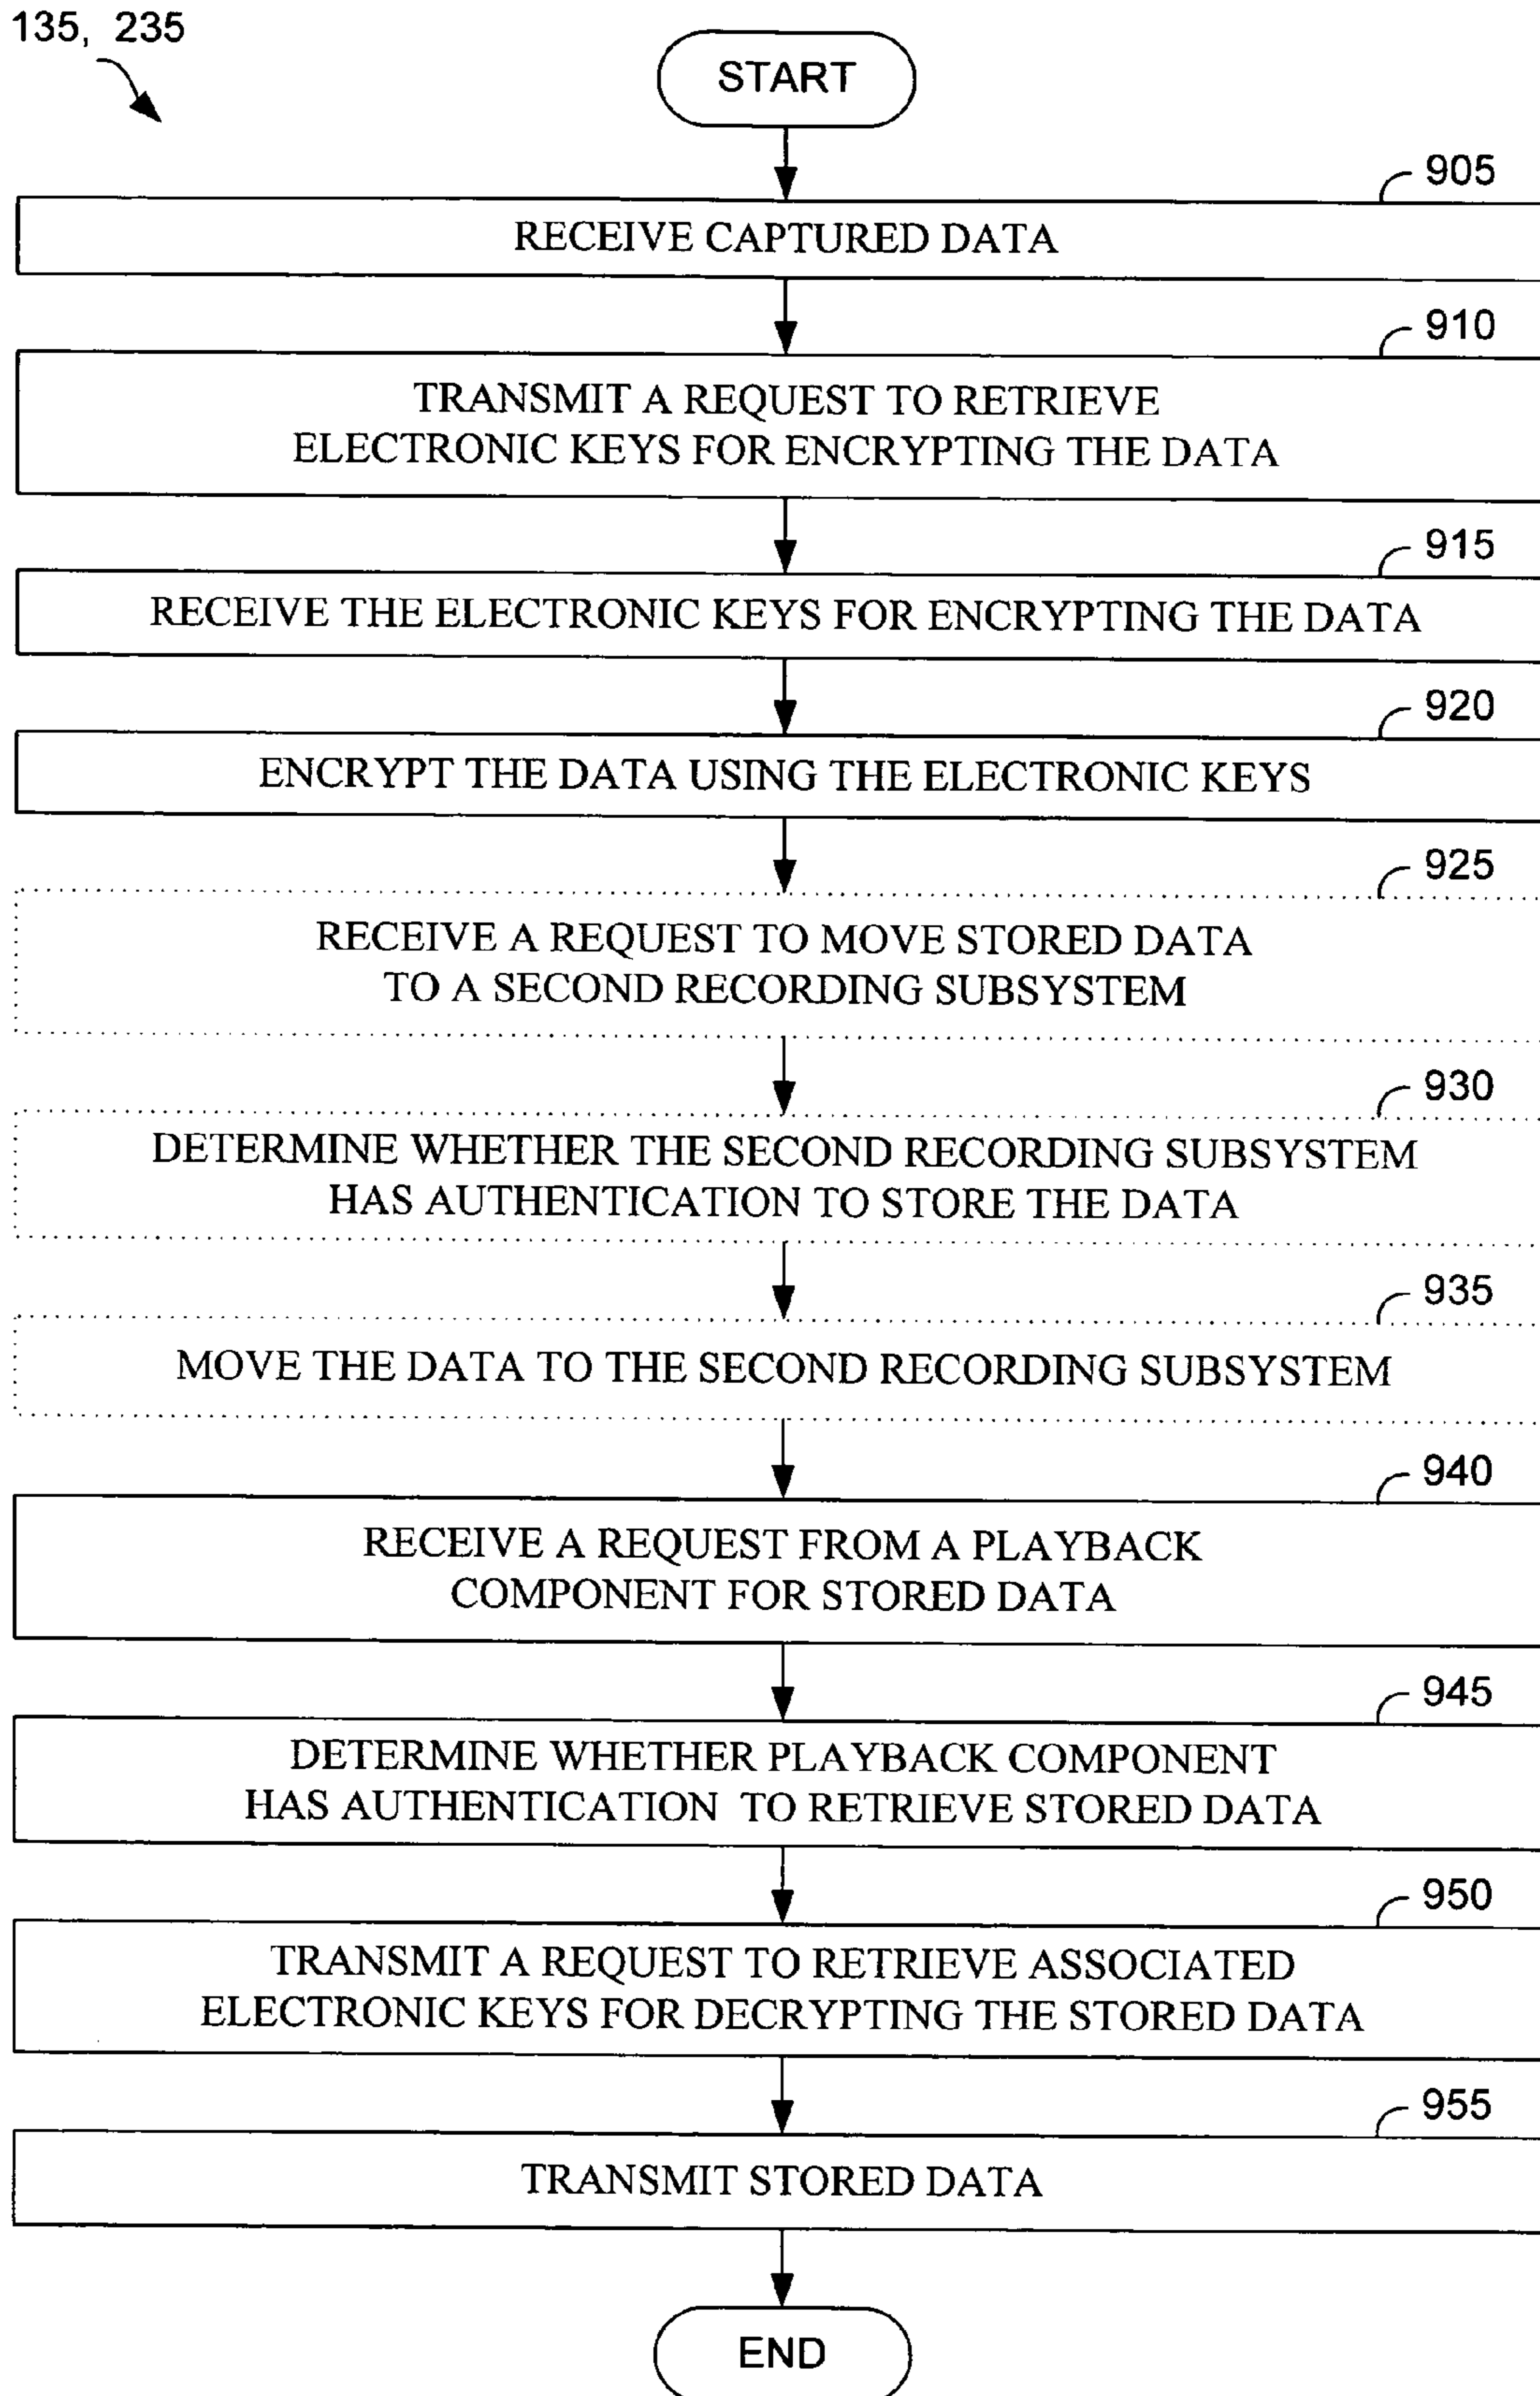 135, 235
START
905
RECEIVE CAPTURED DATA
910
TRANSMIT A REQUEST TO RETRIEVE
ELECTRONIC KEYS FOR ENCRYPTING THE DATA
915
RECEIVE THE ELECTRONIC KEYS FOR ENCRYPTING THE DATA
920
ENCRYPT THE DATA USING THE ELECTRONIC KEYS
925
RECEIVE A REQUEST TO MOVE STORED DATA
TO A SECOND RECORDING SUBSYSTEM
930
DETERMINE WHETHER THE SECOND RECORDING SUBSYSTEM
HAS AUTHENTICATION TO STORE THE DATA
935
MOVE THE DATA TO THE SECOND RECORDING SUBSYSTEM
940
RECEIVE A REQUEST FROM A PLAYBACK
COMPONENT FOR STORED DATA
945
DETERMINE WHETHER PLAYBACK COMPONENT
HAS AUTHENTICATION TO RETRIEVE STORED DATA
950
TRANSMIT A REQUEST TO RETRIEVE ASSOCIATED
ELECTRONIC KEYS FOR DECRYPTING THE STORED DATA
955
TRANSMIT STORED DATA
END